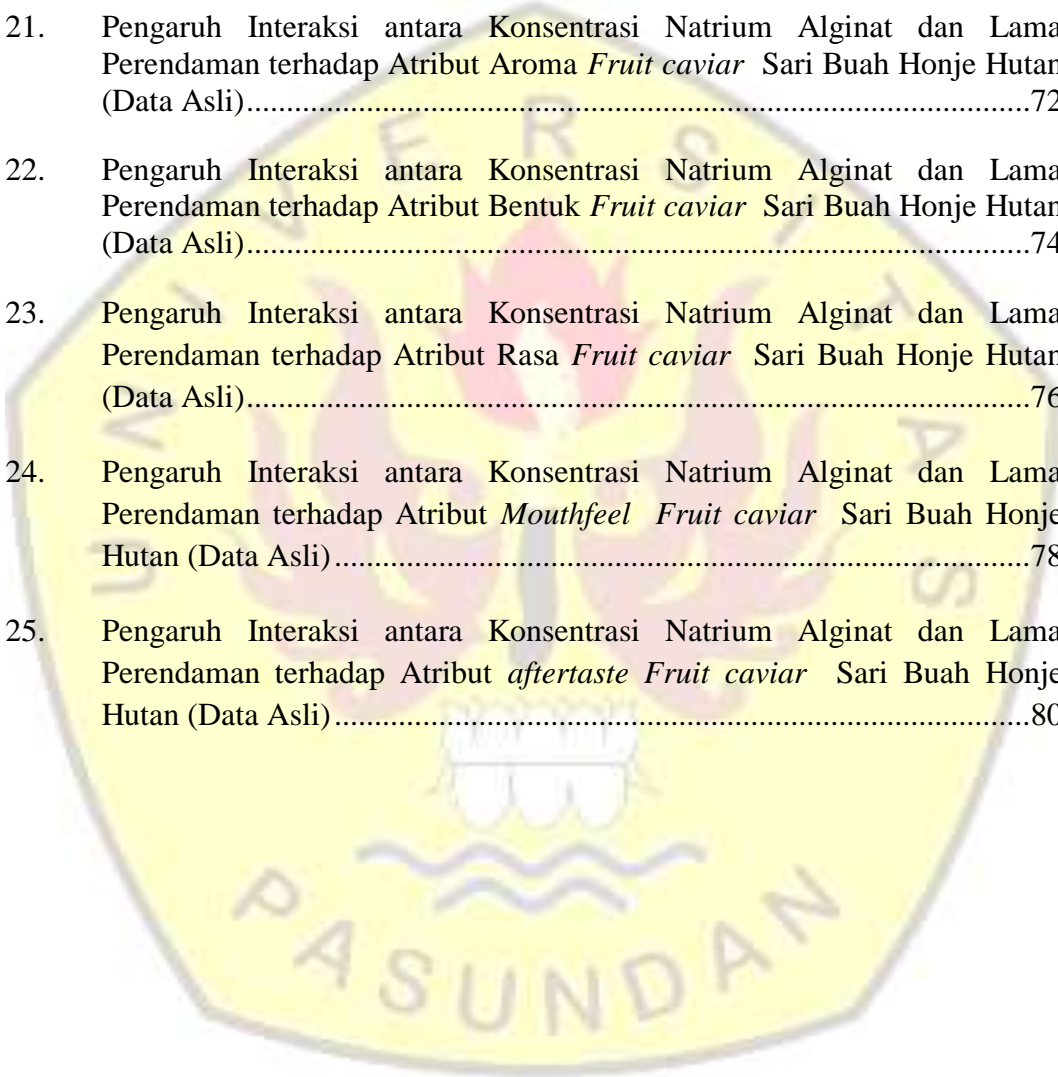 21. Pengaruh Interaksi antara Konsentrasi Natrium Alginat dan Lama
Perendaman terhadap Atribut Aroma Fruit caviar Sari Buah Honje Hutan
(Data Asli)....................................................................................................72
22. Pengaruh Interaksi antara Konsentrasi Natrium Alginat dan Lama
Perendaman terhadap Atribut Bentuk Fruit caviar Sari Buah Honje Hutan
(Data Asli)....................................................................................................74
23. Pengaruh Interaksi antara Konsentrasi Natrium Alginat dan Lama
Perendaman terhadap Atribut Rasa Fruit caviar Sari Buah Honje Hutan
(Data Asli)....................................................................................................76
24. Pengaruh Interaksi antara Konsentrasi Natrium Alginat dan Lama
Perendaman terhadap Atribut Mouthfeel Fruit caviar Sari Buah Honje
Hutan (Data Asli).........................................................................................78
25. Pengaruh Interaksi antara Konsentrasi Natrium Alginat dan Lama
Perendaman terhadap Atribut aftertaste Fruit caviar Sari Buah Honje
Hutan (Data Asli).........................................................................................80
UNIVERSITAS
PASUNDAN